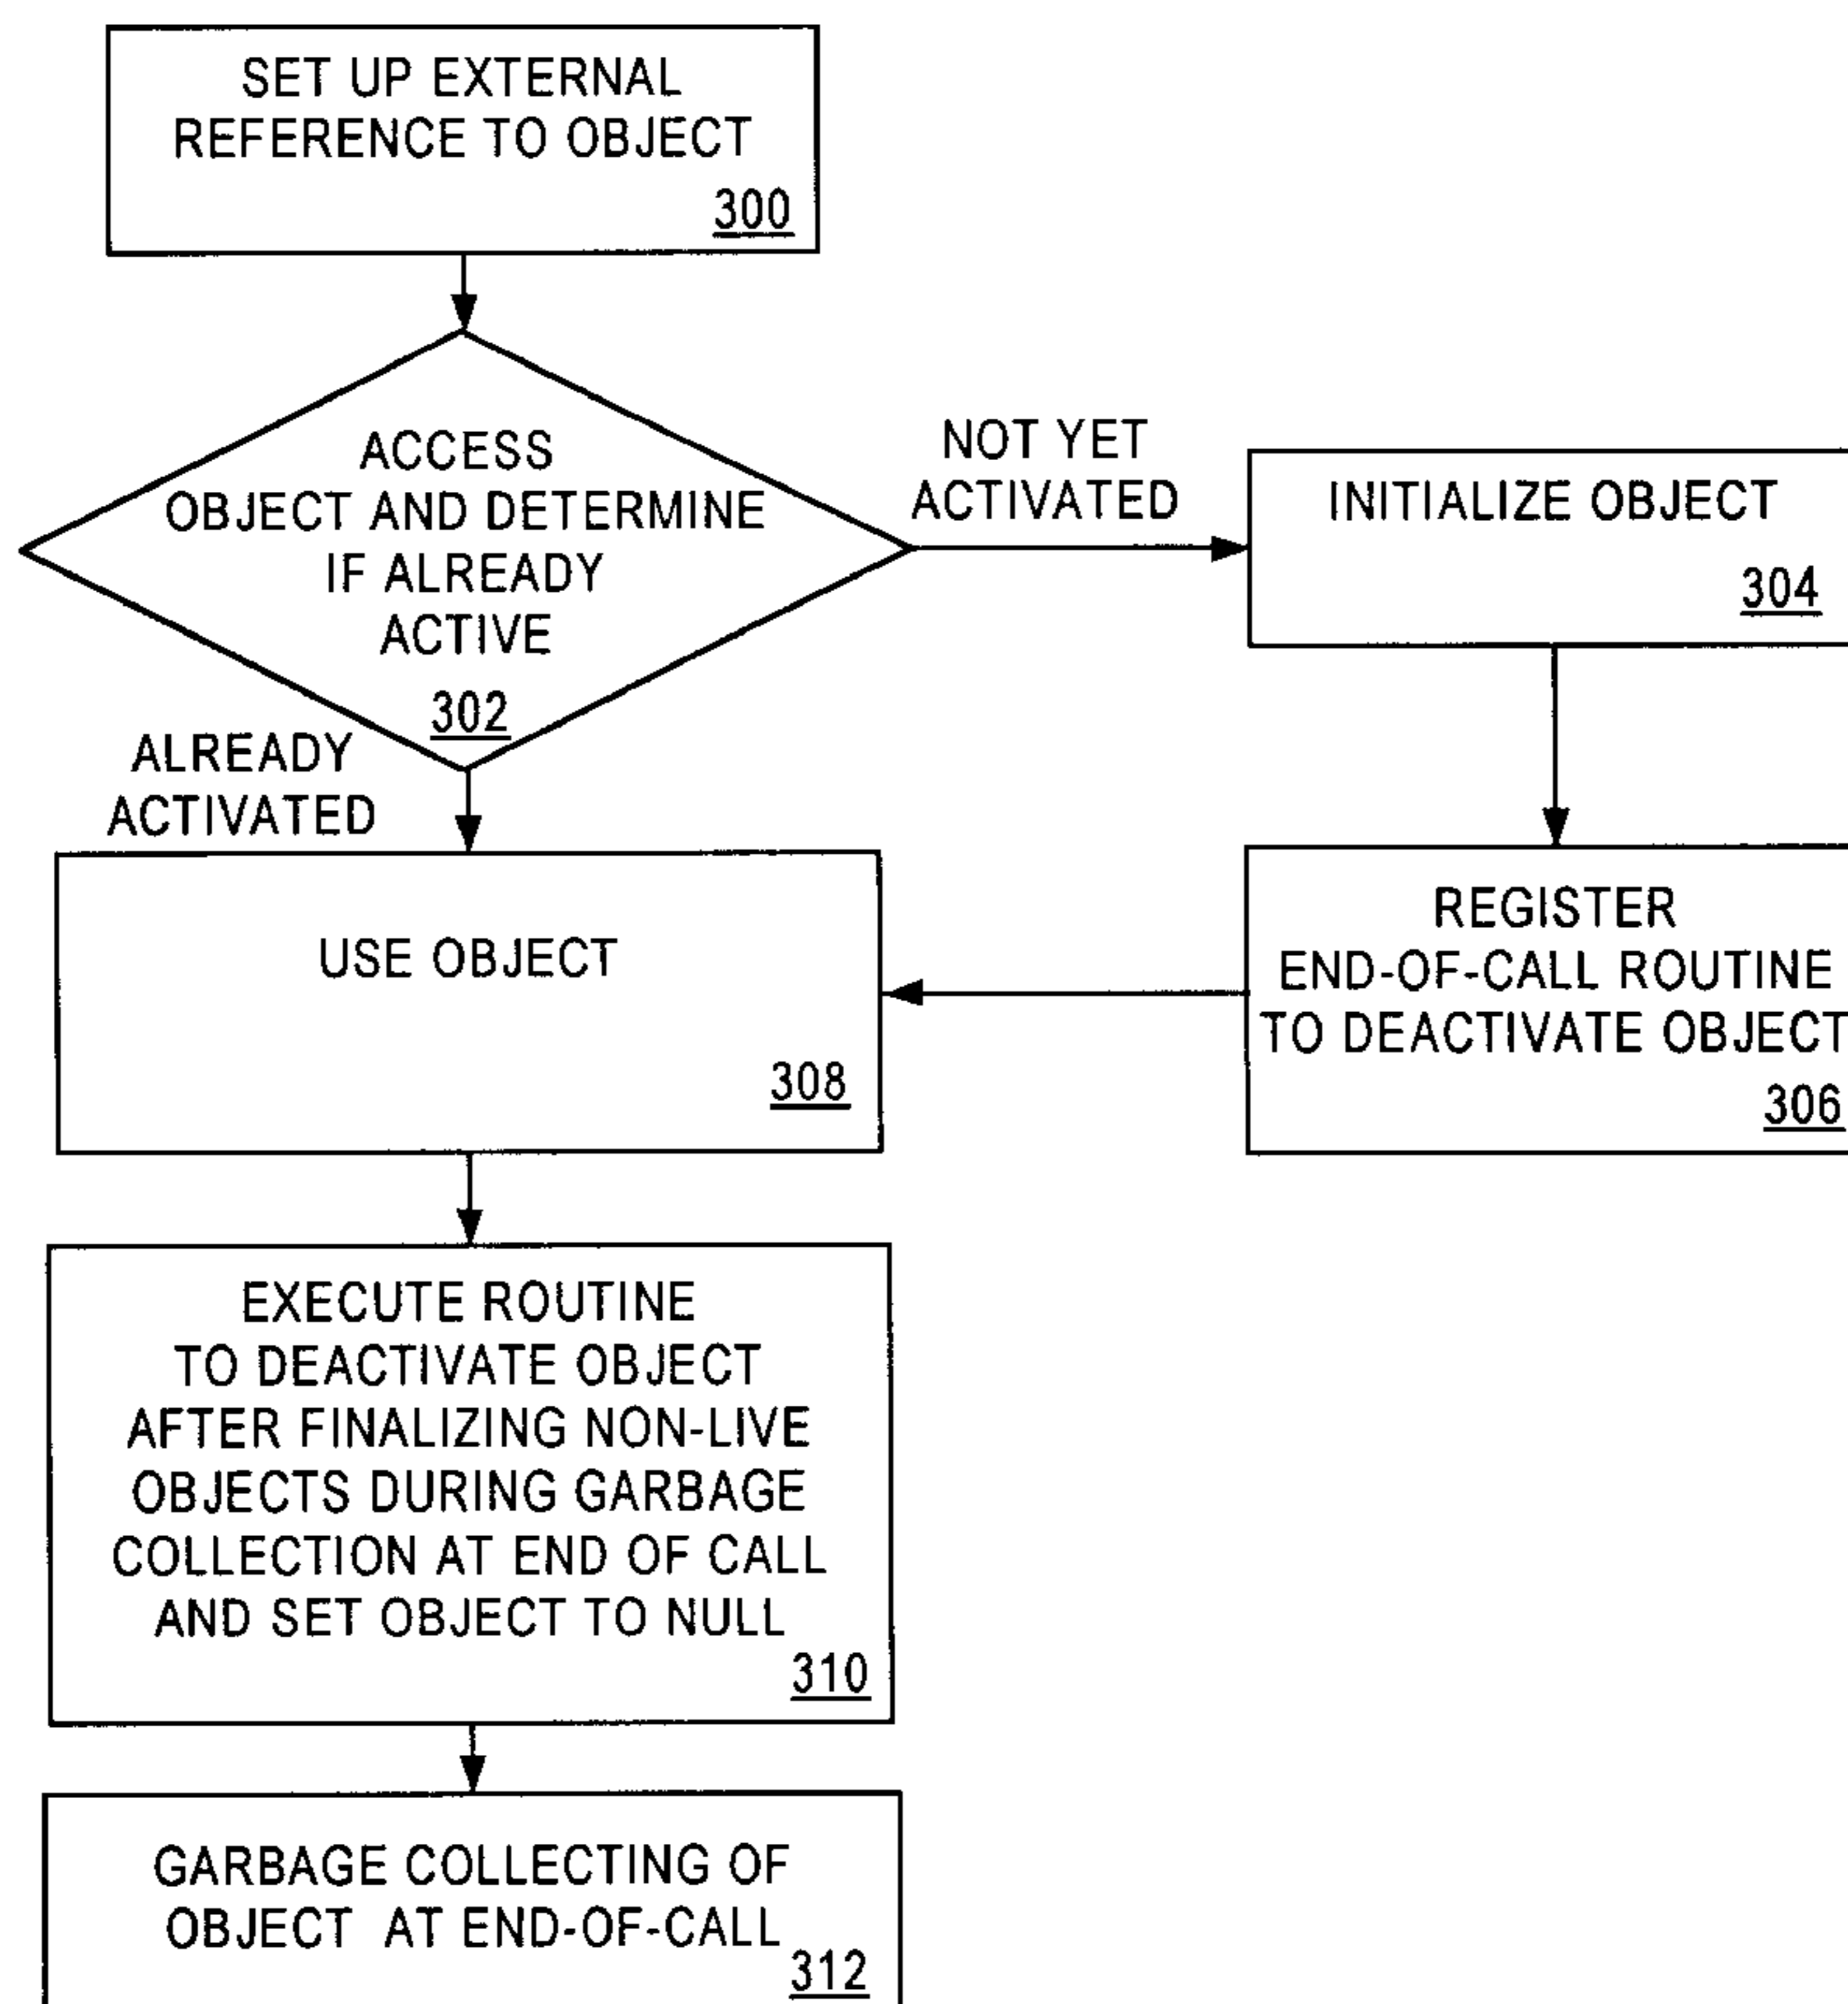 SET UP EXTERNAL
REFERENCE TO OBJECT
300
ACCESS
OBJECT AND DETERMINE
IF ALREADY
ACTIVE
302
NOT YET
ACTIVATED
INITIALIZE OBJECT
304
ALREADY
ACTIVATED
REGISTER
END-OF-CALL ROUTINE
TO DEACTIVATE OBJECT
306
USE OBJECT
308
EXECUTE ROUTINE
TO DEACTIVATE OBJECT
AFTER FINALIZING NON-LIVE
OBJECTS DURING GARBAGE
COLLECTION AT END OF CALL
AND SET OBJECT TO NULL
310
GARBAGE COLLECTING OF
OBJECT AT END-OF-CALL
312